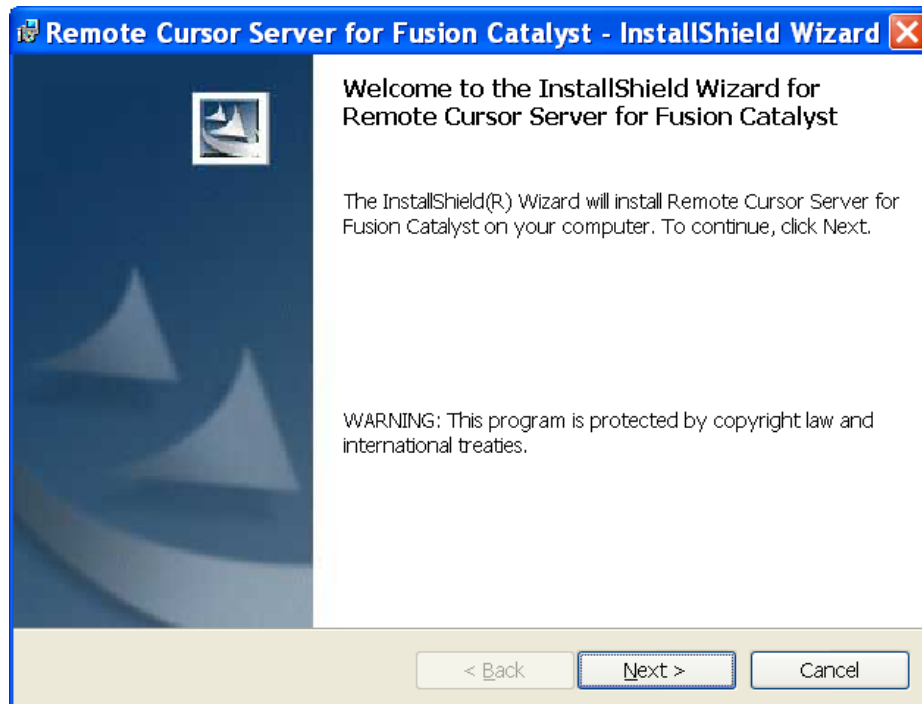 Remote Cursor Server for Fusion Catalyst - InstallShield Wizard
Welcome to the InstallShield Wizard for
Remote Cursor Server for Fusion Catalyst
The InstallShield(R) Wizard will install Remote Cursor Server for
Fusion Catalyst on your computer. To continue, click Next.
WARNING: This program is protected by copyright law and
international treaties.
< Back
Next >
Cancel